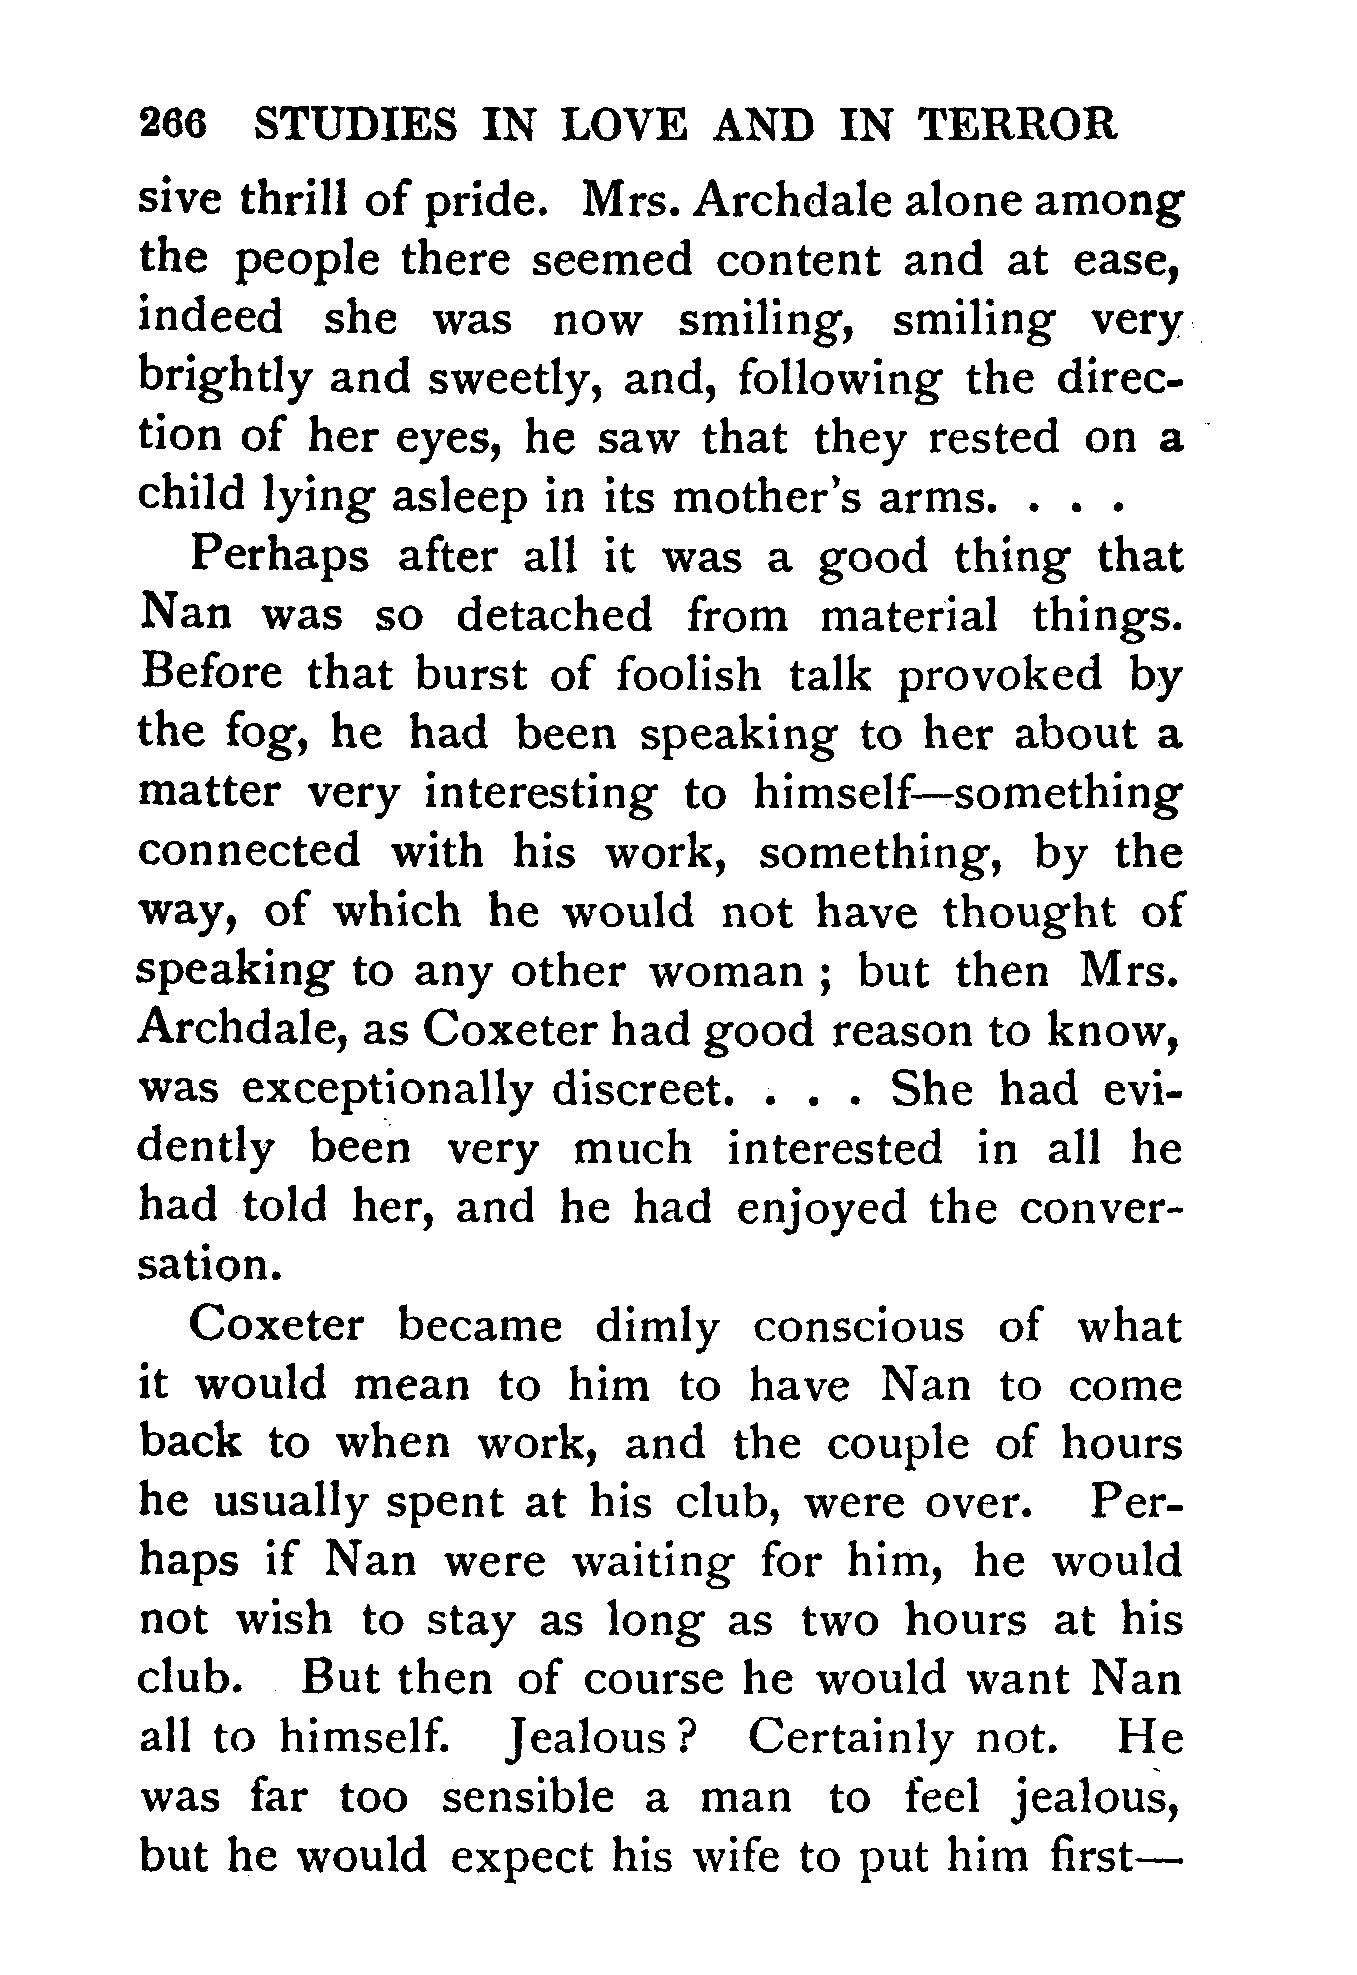 266 STUDIES IN LOVE AND IN TERROR
sive thrill of pride. Mrs. Archdale alone among
the people there seemed content and at ease,
indeed she was now smiling, smiling very
brightly and sweetly, and, following the direc-
tion of her eyes, he saw that they rested on a
child lying asleep in its mother's arms. . . .
Perhaps after all it was a good thing that
Nan was so detached from material things.
Before that burst of foolish talk provoked by
the fog, he had been speaking to her about a
matter very interesting to himself—something
connected with his work, something, by the
way, of which he would not have thought of
speaking to any other woman ; but then Mrs.
Archdale, as Coxeter had good reason to know,
was exceptionally discreet. . . . She had evi-
dently been very much interested in all he
had told her, and he had enjoyed the conver-
sation.
Coxeter became dimly conscious of what
it would mean to him to have Nan to come
back to when work, and the couple of hours
he usually spent at his club, were over. Per-
haps if Nan were waiting for him, he would
not wish to stay as long as two hours at his
club. But then of course he would want Nan
all to himself. Jealous ? Certainly not. He
was far too sensible a man to feel jealous,
but he would expect his wife to put him first—